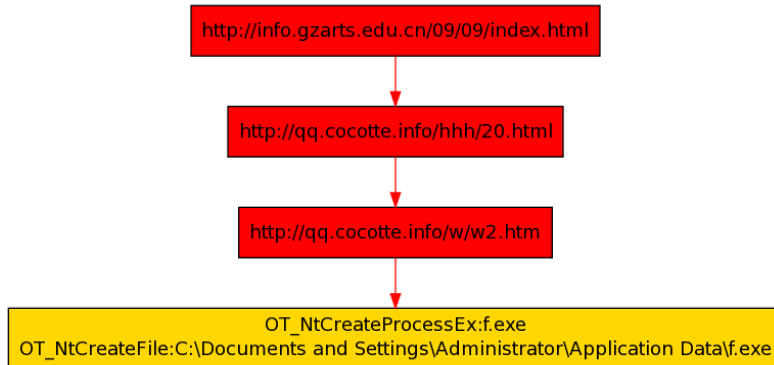 http://info.gzarts.edu.cn/09/09/index.html
http://qq.cocotte.info/hhh/20.html
http://qq.cocotte.info/w/w2.htm
OT_NtCreateProcessEx:f.exe
OT_NtCreateFile:C:\Documents and Settings\Administrator\Application Data\f.exe